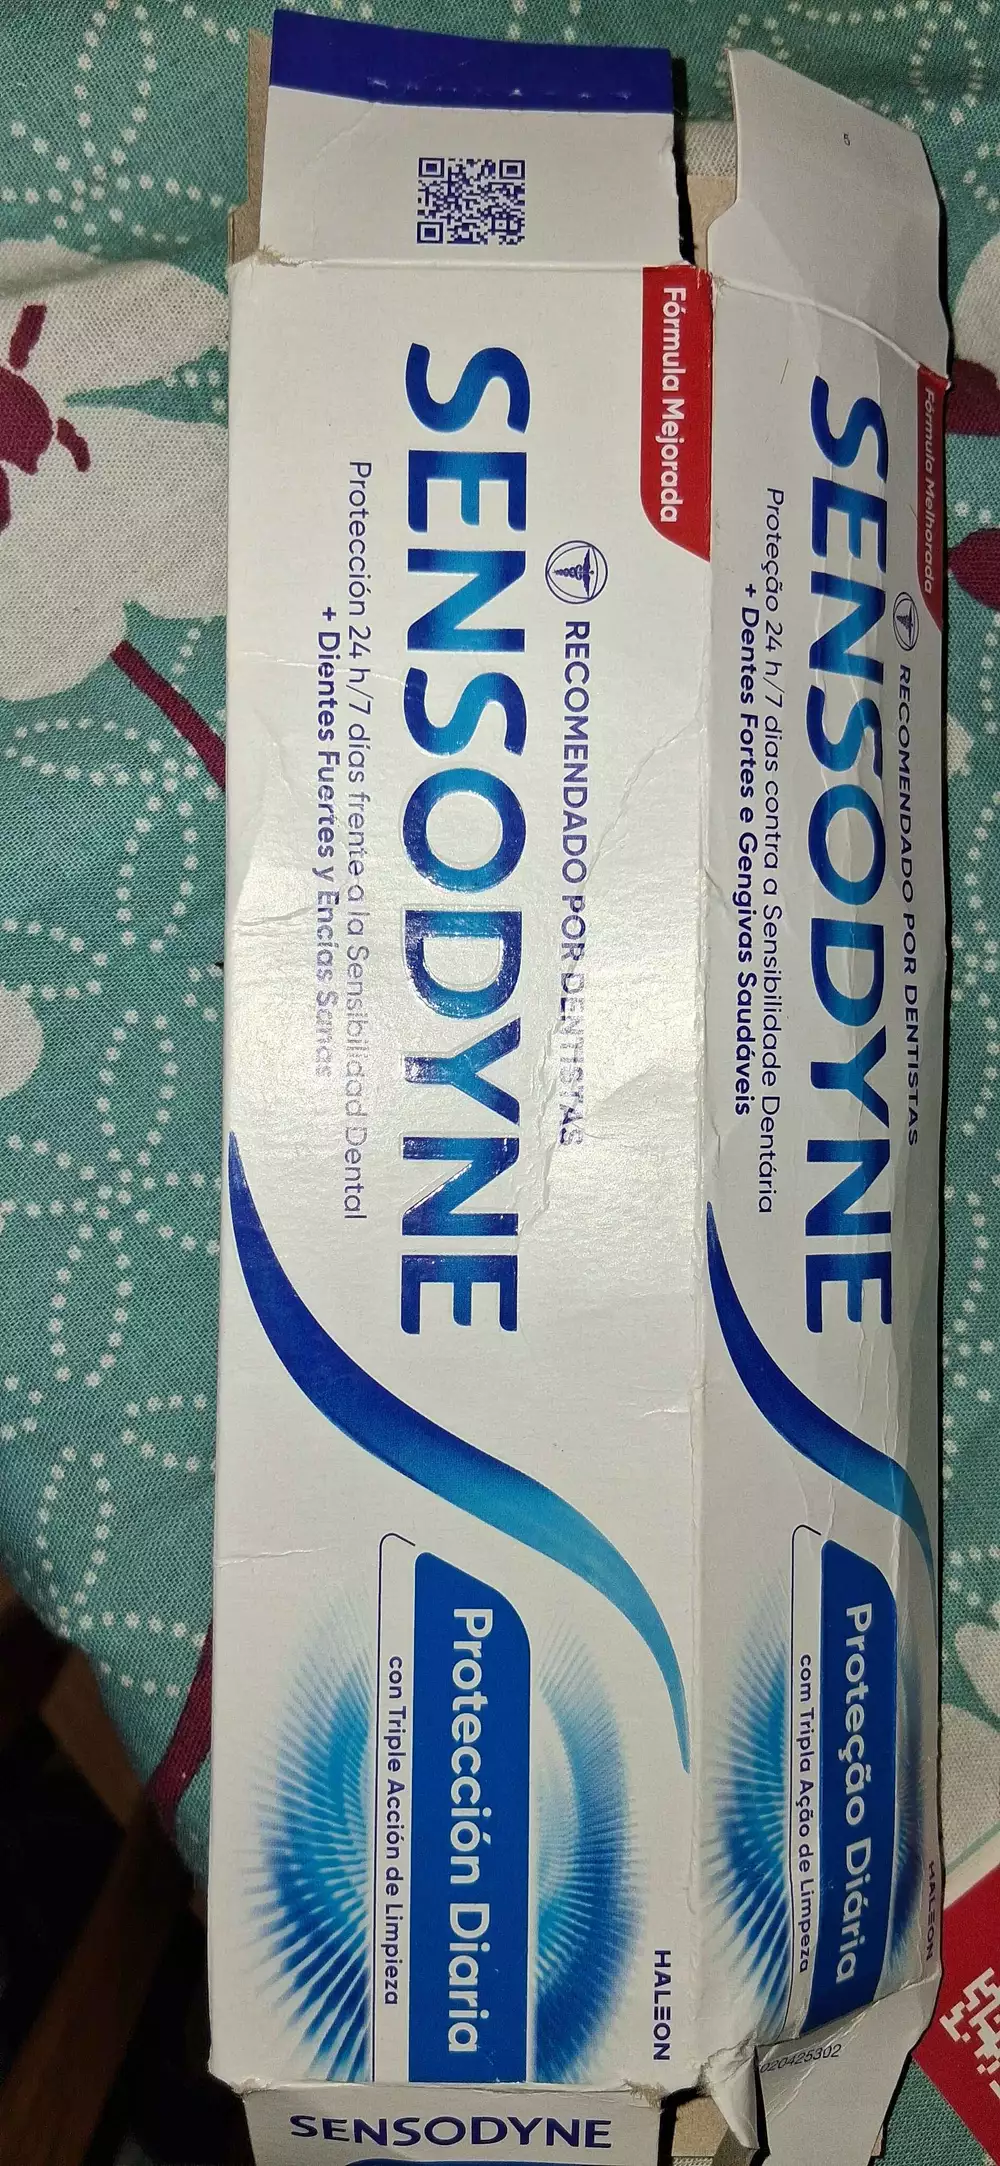 Fórmula Mejorada
RECOMENDADO POR DENTISTAS
SENSODYNE
Protección 24 h/7 días frente a la Sensibilidad Dental
+ Dientes Fuertes y Encías Sanas
HALEON
Protección Diaria
con Triple Acción de Limpieza
SENSODYNE
5
Fórmula Melhorada
RECOMENDADO POR DENTISTAS
SENSODYNE
Proteção 24 h/7 dias contra a Sensibilidade Dentária
+ Dentes Fortes e Gengivas Saudáveis
HALEON
Proteção Diária
com Tripla Ação de Limpeza